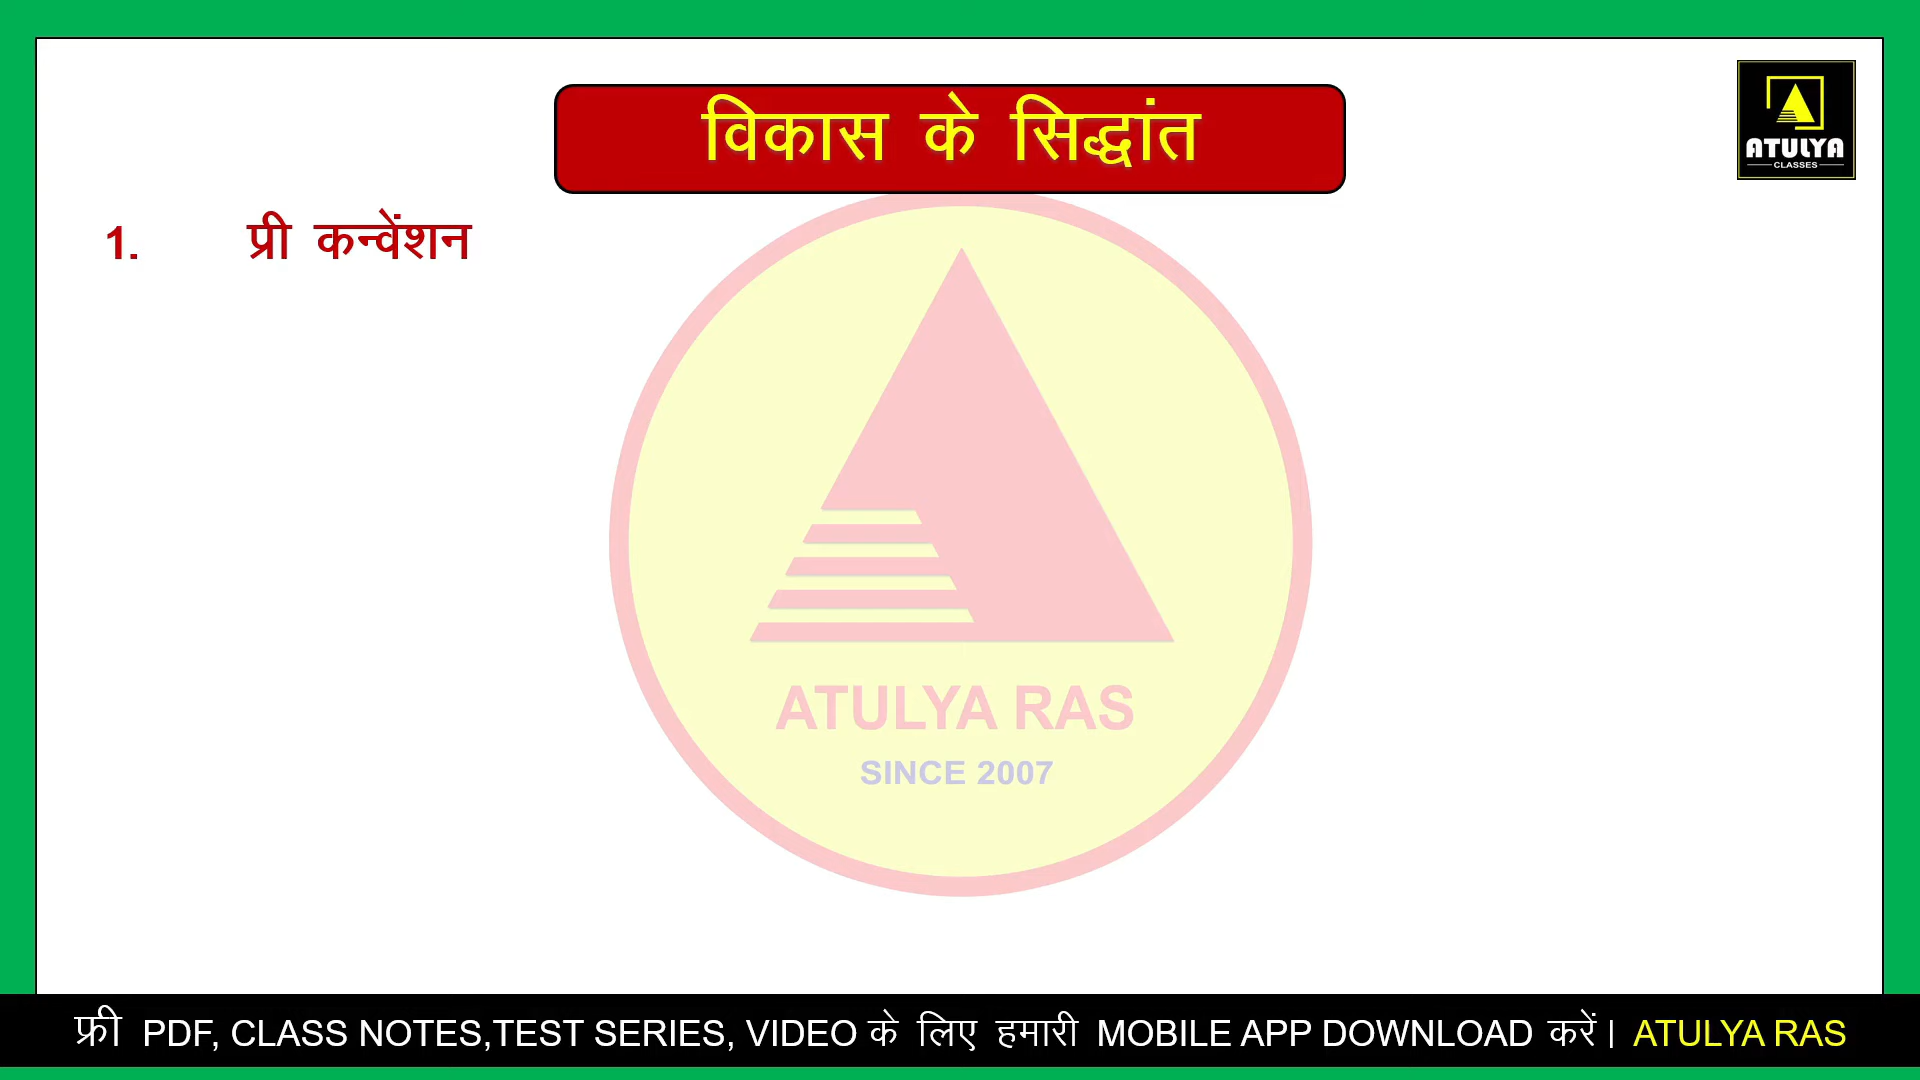 विकास के सिद्धांत
ATULYA
CLASSES
1. प्री कन्वेंशन
ATULYA RAS
SINCE 2007
फ्री PDF, CLASS NOTES,TEST SERIES, VIDEO के लिए हमारी MOBILE APP DOWNLOAD करें | ATULYA RAS